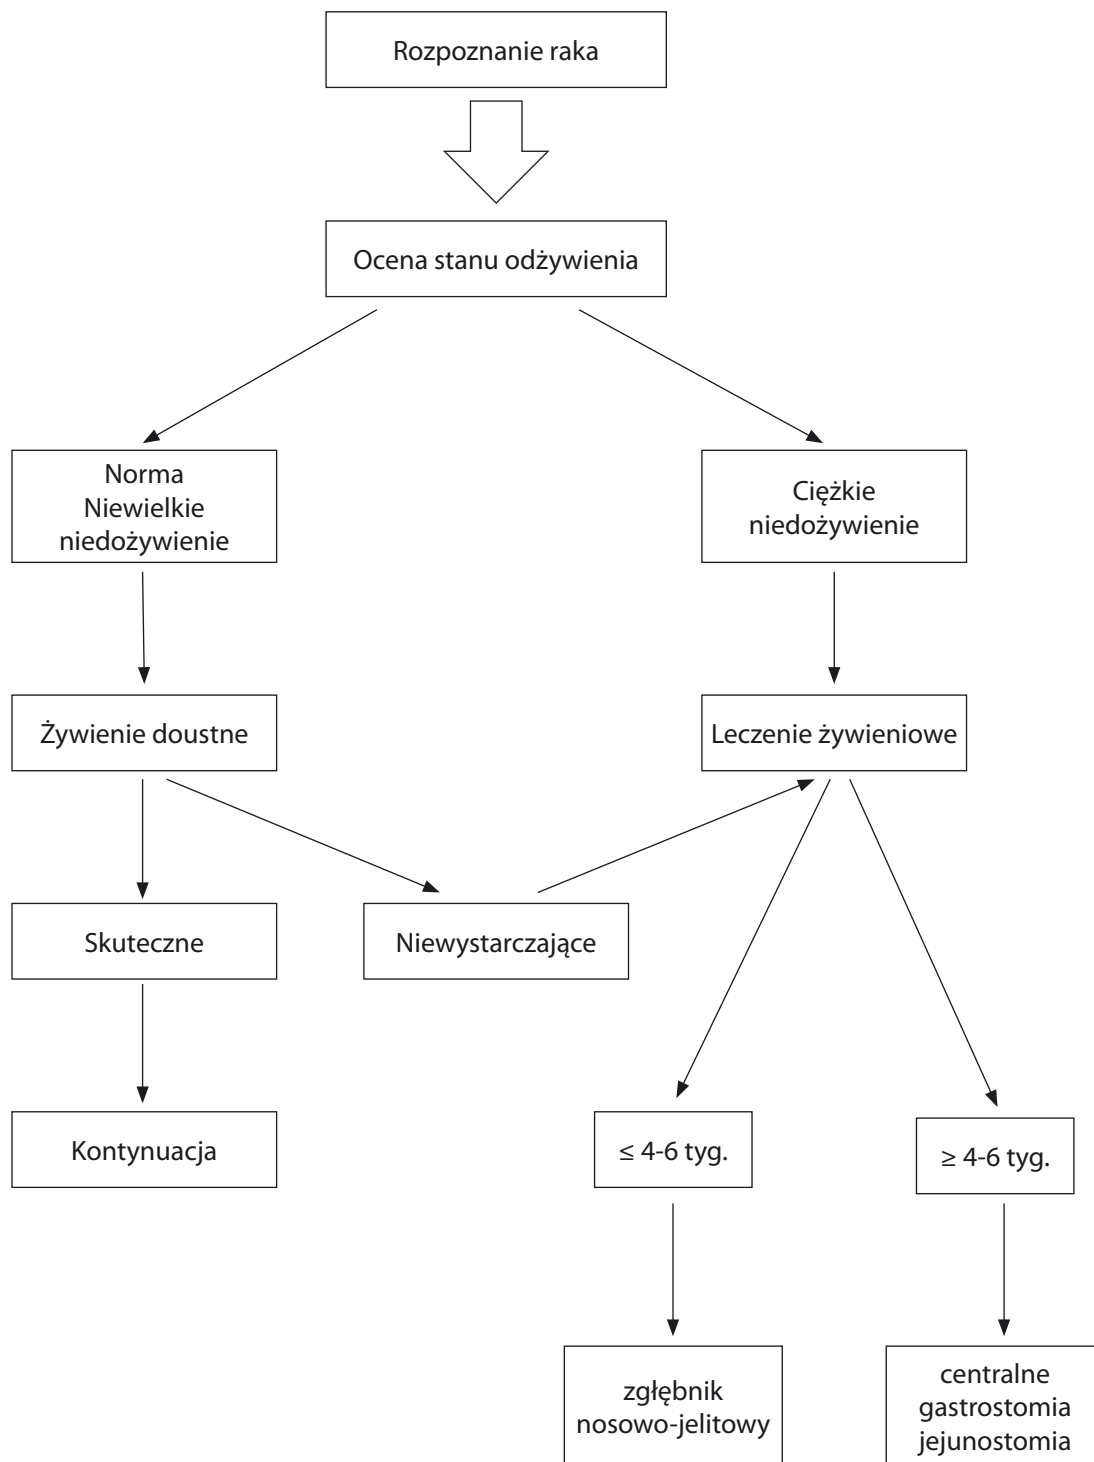 Rozpoznanie raka
Ocena stanu odżywienia
Norma
Niewielkie
niedożywienie
Ciężkie
niedożywienie
Żywienie doustne
Leczenie żywieniowe
Skuteczne
Niewystarczające
Kontynuacja
≤ 4-6 tyg.
≥ 4-6 tyg.
zgłębnik
nosowo-jelitowy
centralne
gastrostomia
jejunostomia